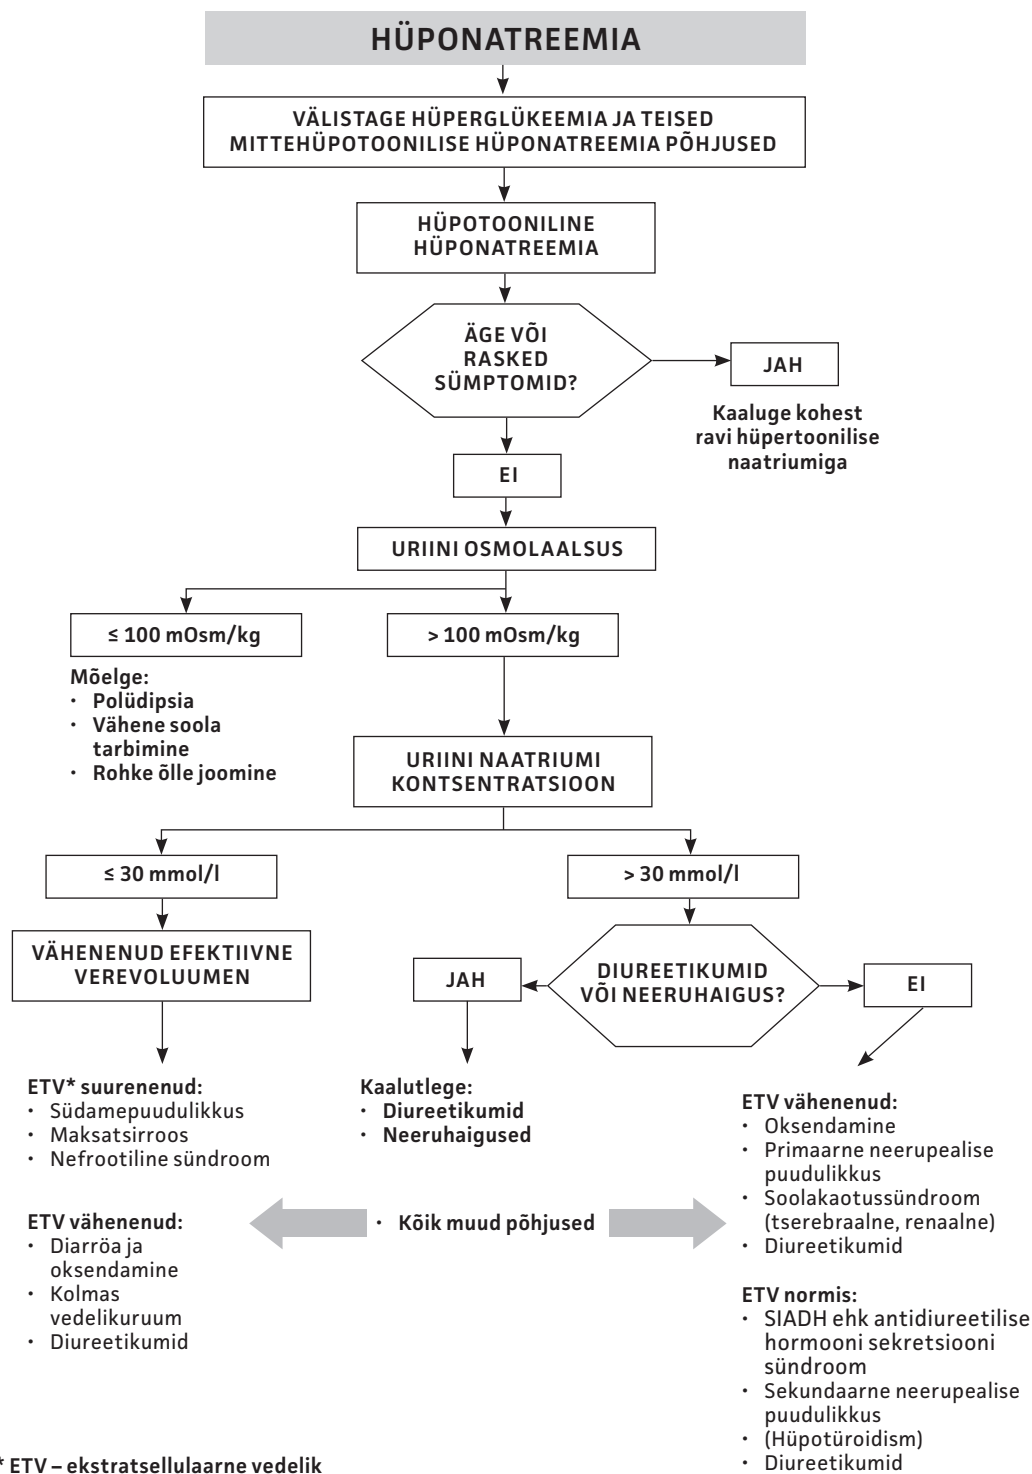 HÜPONATREEMIA
VÄLISTAGE HÜPERGLÜKEEMIA JA TEISED
MITTEHÜPOTOONILISE HÜPONATREEMIA PÕHJUSED
HÜPOTOONILINE
HÜPONATREEMIA
ÄGE VÕI
RASKED
SÜMPTOMID?
JAH
Kaaluge kohest
ravi hüpertoonilise
naatriumiga
EI
URIINI OSMOLAALSUS
≤ 100 mOsm/kg
> 100 mOsm/kg
Mõelge:
• Polüdipsia
• Vähene soola
tarbimine
• Rohke õlle joomine
URIINI NAATRIUMI
KONTSENTRATSIOON
≤ 30 mmol/l
> 30 mmol/l
VÄHENENUD EFEKTIIVNE
VEREVOLUUMEN
DIUREETIKUMID
VÕI NEERUHAIGUS?
JAH
EI
ETV* suurenenud:
• Südamepuudulikkus
• Maksatsirroos
• Nefrootiline sündroom
ETV vähenenud:
• Diarröa ja
oksendamine
• Kolmas
vedelikuruum
• Diureetikumid
Kaalutlege:
• Diureetikumid
• Neeruhaigused
• Kõik muud põhjused
ETV vähenenud:
• Oksendamine
• Primaarne neerupealise
puudulikkus
• Soolakaotussündroom
(tserebraalne, renaalne)
• Diureetikumid
ETV normis:
• SIADH ehk antidiureetilise
hormooni sekretsiooni
sündroom
• Sekundaarne neerupealise
puudulikkus
• (Hüpotüroidism)
• Diureetikumid
* ETV – ekstratsellulaarne vedelik